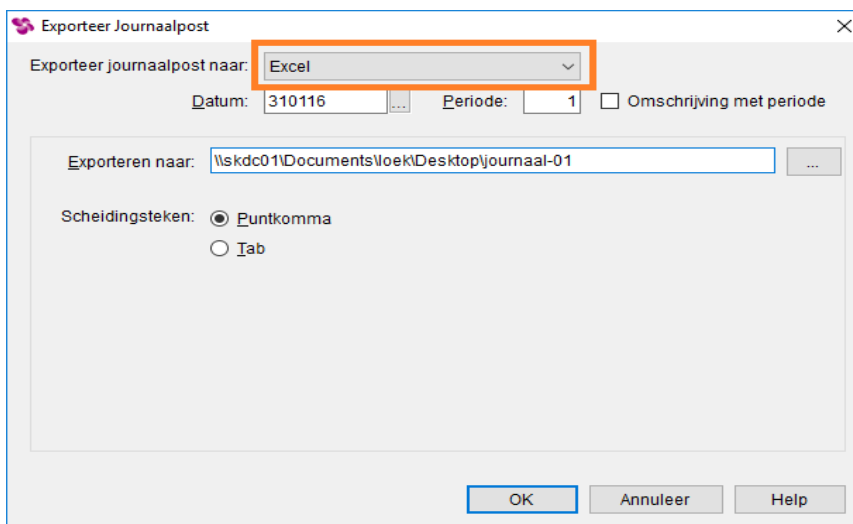 Exporteer Journaalpost
Exporteer journaalpost naar: Excel
Datum: 310116 ... Periode: 1 Omschrijving met periode
Exporteren naar: \\skdc01\Documents\loek\Desktop\journaal-01 ...
Scheidingsteken: Puntkomma
Tab
OK Annuleer Help